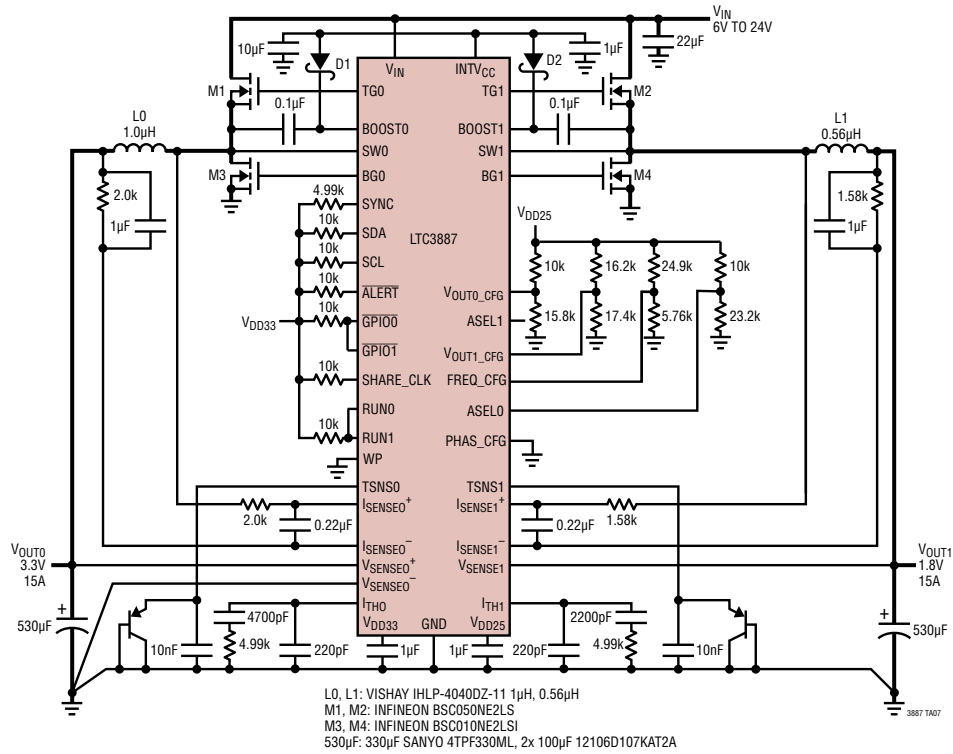 VIN
6V TO 24V
10µF
D1
1µF
D2
22µF
VIN
INTVCC
M1
TG0
TG1
M2
0.1µF
0.1µF
L0
1.0µH
BOOST0
BOOST1
L1
0.56µH
SW0
SW1
M3
BG0
BG1
M4
2.0k
1µF
4.99k
SYNC
1.58k
1µF
10k
SDA
LTC3887
VDD25
10k
SCL
10k
16.2k
24.9k
10k
10k
ALERT
VOUT0_CFG
VDD33
10k
GPIO0
ASEL1
15.8k
17.4k
5.76k
23.2k
GPIO1
VOUT1_CFG
10k
SHARE_CLK
FREQ_CFG
RUN0
ASEL0
10k
RUN1
PHAS_CFG
WP
TSNS0
TSNS1
ISENSE0+
ISENSE1+
2.0k
0.22µF
0.22µF
1.58k
ISENSE0–
ISENSE1–
VOUT0
3.3V
15A
VSENSE0+
VSENSE1
VOUT1
1.8V
15A
VSENSE0–
+
530µF
ITH0
ITH1
+
530µF
4700pF
2200pF
10nF
4.99k
220pF
VDD33
GND
VDD25
1µF
1µF
220pF
4.99k
10nF
L0, L1: VISHAY IHLP-4040DZ-11 1µH, 0.56µH
M1, M2: INFINEON BSC050NE2LS
M3, M4: INFINEON BSC010NE2LSI
530µF: 330µF SANYO 4TPF330ML, 2x 100µF 12106D107KAT2A
3887 TA07